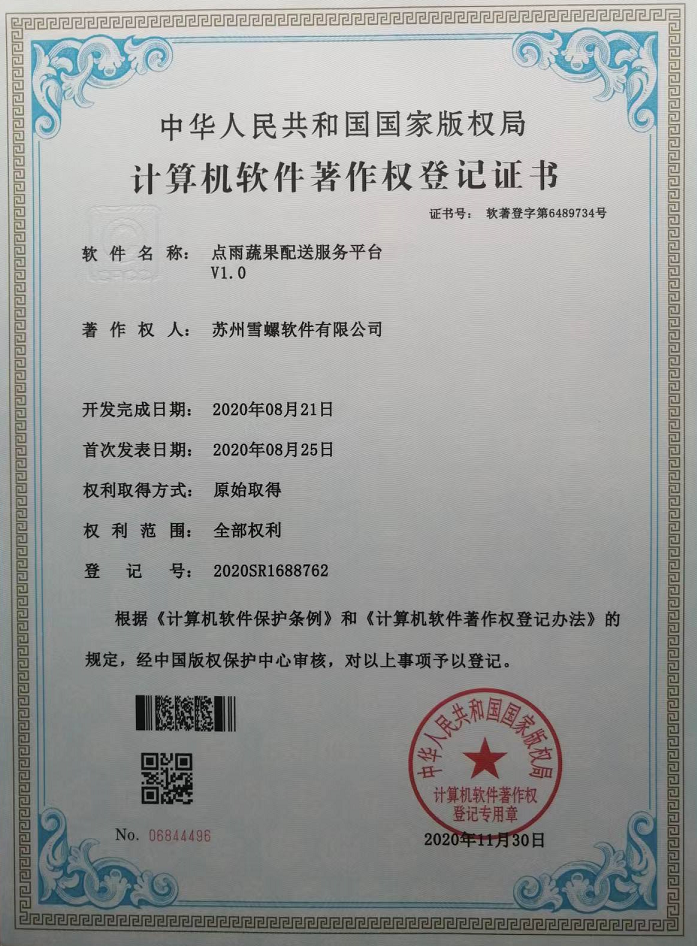 中华人民共和国国家版权局
计算机软件著作权登记证书
证书号： 软著登字第6489734号
软件名称： 点雨蔬果配送服务平台
V1.0
著作权人： 苏州雪螺软件有限公司
开发完成日期： 2020年08月21日
首次发表日期： 2020年08月25日
权利取得方式： 原始取得
权利范围： 全部权利
登记号： 2020SR1688762
根据《计算机软件保护条例》和《计算机软件著作权登记办法》的
规定，经中国版权保护中心审核，对以上事项予以登记。
中华人民共和国国家版权局
计算机软件著作权
登记专用章
No. 06844496
2020年11月30日